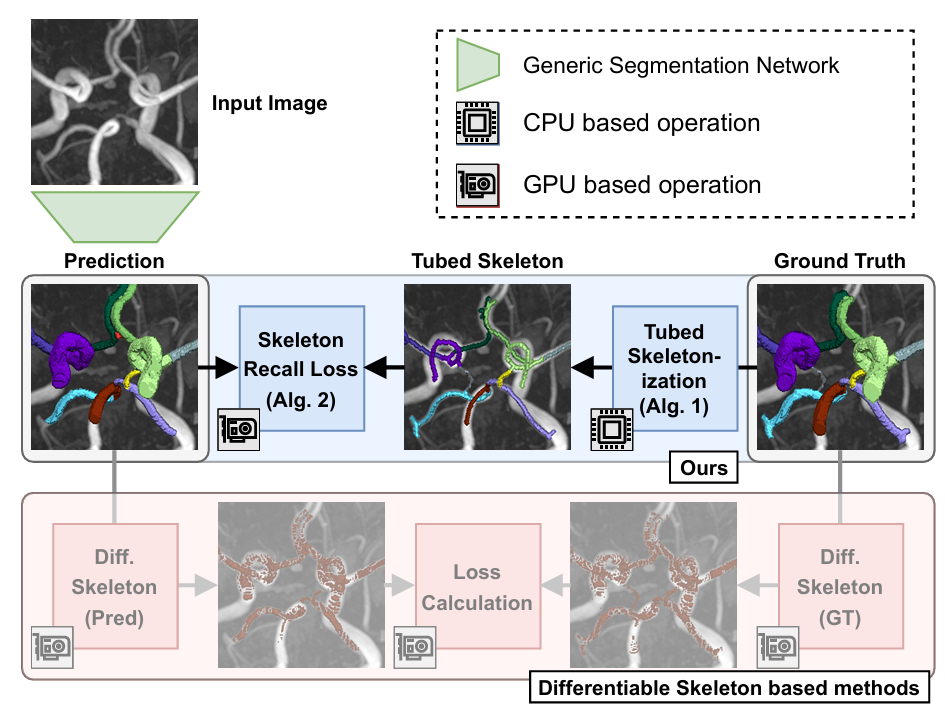 Input Image
Generic Segmentation Network
CPU based operation
GPU based operation
Prediction
Tubed Skeleton
Ground Truth
Skeleton
Recall Loss
(Alg. 2)
Tubed
Skeleton-
ization
(Alg. 1)
Ours
Diff.
Skeleton
(Pred)
Loss
Calculation
Diff.
Skeleton
(GT)
Differentiable Skeleton based methods